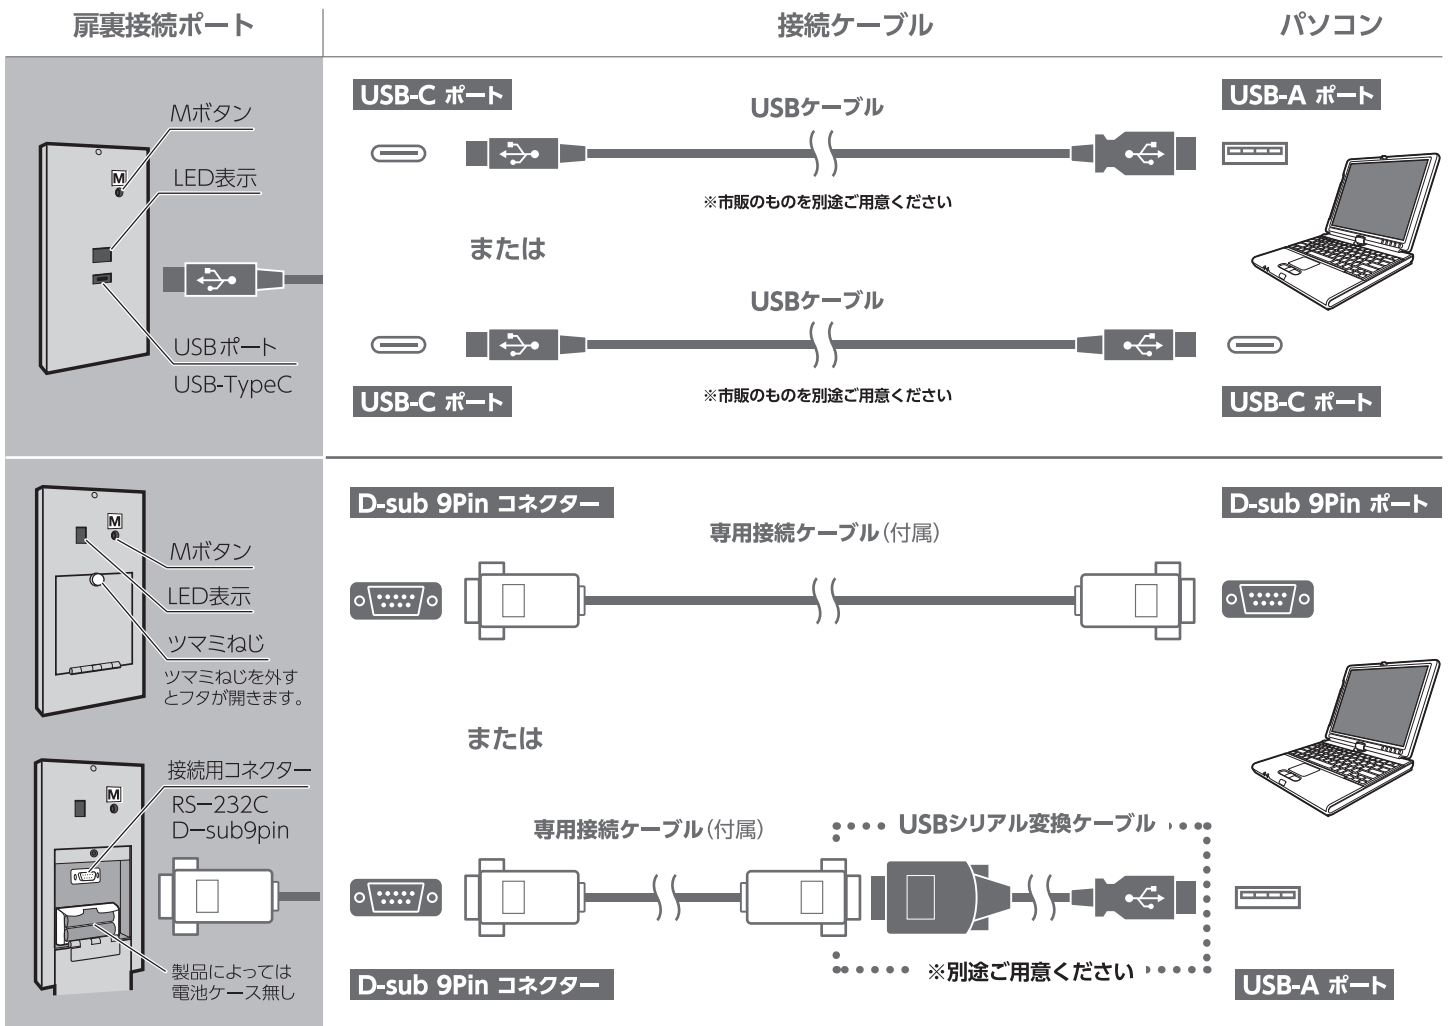 扉裏接続ポート
接続ケーブル
パソコン
Mボタン
M
LED表示
USBポート
USB-TypeC
USB-C ポート
USBケーブル
USB-A ポート
※市販のものを別途ご用意ください
または
USBケーブル
※市販のものを別途ご用意ください
USB-C ポート
USB-C ポート
M
Mボタン
LED表示
ツマミねじ
ツマミねじを外す
とフタが開きます。
D-sub 9Pin コネクター
専用接続ケーブル(付属)
D-sub 9Pin ポート
または
M
接続用コネクター
RS-232C
D-sub9pin
製品によっては
電池ケース無し
専用接続ケーブル(付属)
USBシリアル変換ケーブル
※別途ご用意ください
D-sub 9Pin コネクター
USB-A ポート